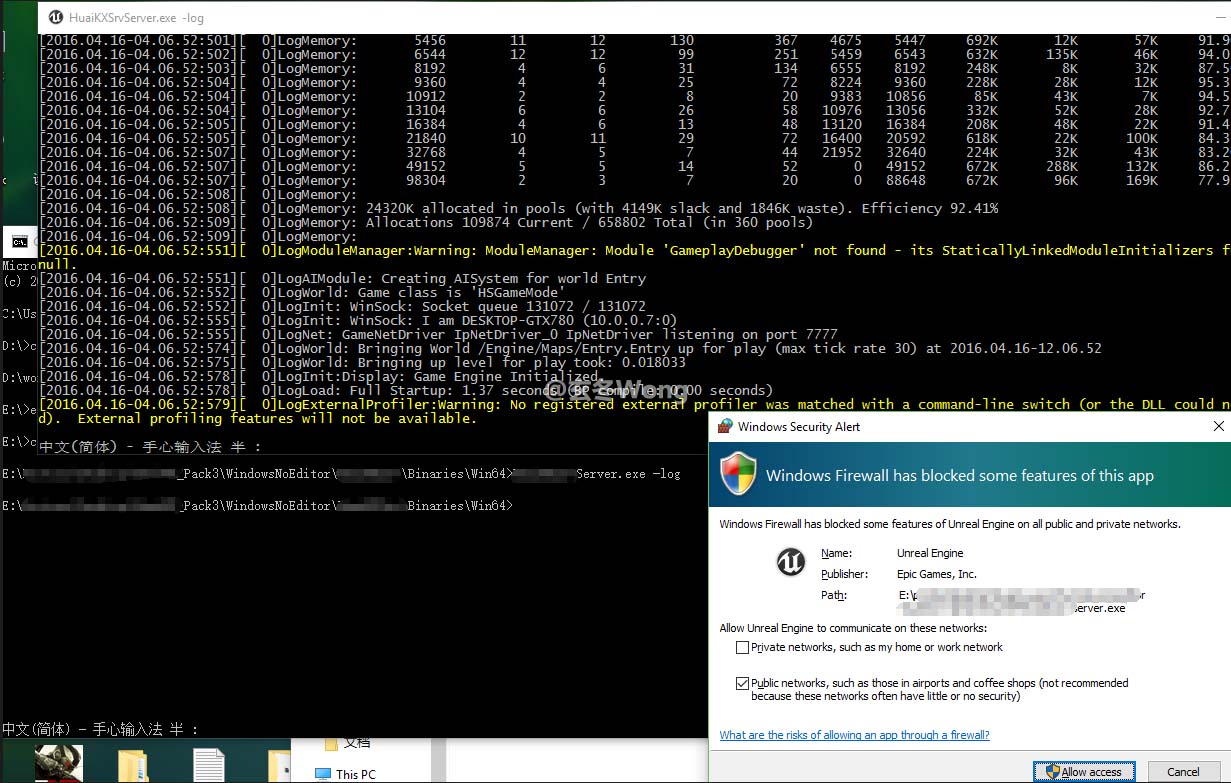 HuaiKXSrvServer.exe -log
[2016.04.16-04.06.52:501][ 0]LogMemory: 5456 11 12 130 367 4675 5447 692K 12K 57K 91.9
[2016.04.16-04.06.52:502][ 0]LogMemory: 6544 12 12 99 251 5459 6543 632K 135K 46K 94.0
[2016.04.16-04.06.52:503][ 0]LogMemory: 8192 4 6 31 134 6555 8192 248K 8K 32K 87.5
[2016.04.16-04.06.52:504][ 0]LogMemory: 9360 4 4 25 72 8224 9360 228K 28K 12K 95.3
[2016.04.16-04.06.52:504][ 0]LogMemory: 10912 2 2 8 20 9383 10856 85K 43K 7K 94.5
[2016.04.16-04.06.52:504][ 0]LogMemory: 13104 6 6 26 58 10976 13056 332K 52K 28K 92.7
[2016.04.16-04.06.52:505][ 0]LogMemory: 16384 4 6 13 48 13120 16384 208K 48K 22K 91.4
[2016.04.16-04.06.52:505][ 0]LogMemory: 21840 10 11 29 72 16400 20592 618K 22K 100K 84.3
[2016.04.16-04.06.52:507][ 0]LogMemory: 32768 4 5 7 44 21952 32640 224K 32K 43K 83.2
[2016.04.16-04.06.52:507][ 0]LogMemory: 49152 5 5 14 52 0 49152 672K 288K 132K 86.2
[2016.04.16-04.06.52:507][ 0]LogMemory: 98304 2 3 7 20 0 88648 672K 96K 169K 77.9
[2016.04.16-04.06.52:508][ 0]LogMemory:
[2016.04.16-04.06.52:508][ 0]LogMemory: 24320K allocated in pools (with 4149K slack and 1846K waste). Efficiency 92.41%
[2016.04.16-04.06.52:509][ 0]LogMemory: Allocations 109874 Current / 658802 Total (in 360 pools)
[2016.04.16-04.06.52:509][ 0]LogMemory:
[2016.04.16-04.06.52:551][ 0]LogModuleManager:Warning: ModuleManager: Module 'GameplayDebugger' not found - its StaticallyLinkedModuleInitializers f
null.
[2016.04.16-04.06.52:551][ 0]LogAIModule: Creating AISystem for world Entry
[2016.04.16-04.06.52:552][ 0]LogWorld: Game class is 'HSGameMode'
[2016.04.16-04.06.52:552][ 0]LogInit: WinSock: Socket queue 131072 / 131072
[2016.04.16-04.06.52:555][ 0]LogInit: WinSock: I am DESKTOP-GTX780 (10.0.0.7:0)
[2016.04.16-04.06.52:555][ 0]LogNet: GameNetDriver IpNetDriver_0 IpNetDriver listening on port 7777
[2016.04.16-04.06.52:574][ 0]LogWorld: Bringing World /Engine/Maps/Entry.Entry up for play (max tick rate 30) at 2016.04.16-12.06.52
[2016.04.16-04.06.52:575][ 0]LogWorld: Bringing up level for play took: 0.018033
[2016.04.16-04.06.52:578][ 0]LogInit:Display: Game Engine Initialized.
[2016.04.16-04.06.52:578][ 0]LogLoad: Full Startup: 1.37 seconds (BP compile: 0.00 seconds)
[2016.04.16-04.06.52:579][ 0]LogExternalProfiler:Warning: No registered external profiler was matched with a command-line switch (or the DLL could n
d). External profiling features will not be available.
中文(简体) - 手心输入法 半 :
Micro
(c) 2
C:\Us
D:\>c
D:\wo
E:\>e
E:\>c
E:\ _Pack3\WindowsNoEditor\ \Binaries\Win64> Server.exe -log
E:\ _Pack3\WindowsNoEditor\ Binaries\Win64>
中文(简体) - 手心输入法 半 :
Windows Security Alert
Windows Firewall has blocked some features of this app
Windows Firewall has blocked some features of Unreal Engine on all public and private networks.
Name: Unreal Engine
Publisher: Epic Games, Inc.
Path: E:\
erver.exe
Allow Unreal Engine to communicate on these networks:
Private networks, such as my home or work network
Public networks, such as those in airports and coffee shops (not recommended
because these networks often have little or no security)
What are the risks of allowing an app through a firewall?
Allow access Cancel
文档
This PC